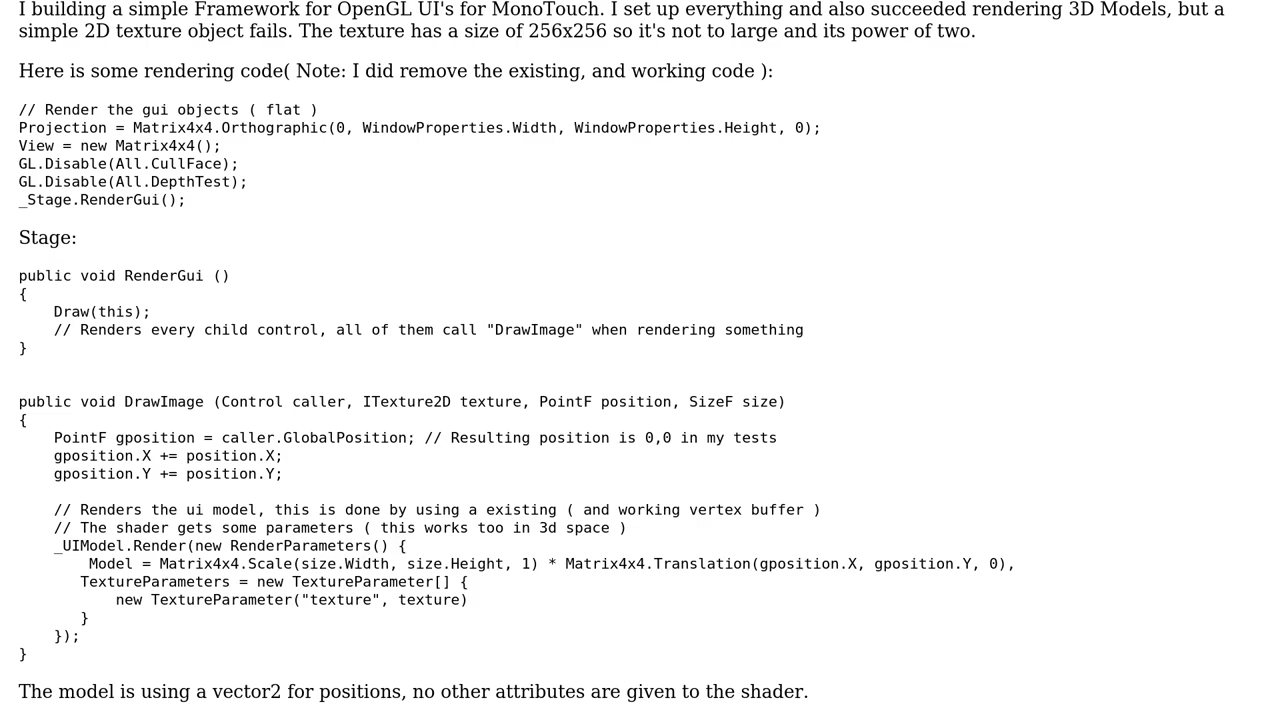 I building a simple Framework for OpenGL UI's for MonoTouch. I set up everything and also succeeded rendering 3D Models, but a
simple 2D texture object fails. The texture has a size of 256x256 so it's not to large and its power of two.
Here is some rendering code( Note: I did remove the existing, and working code ):
// Render the gui objects ( flat )
Projection = Matrix4x4.Orthographic(0, WindowProperties.Width, WindowProperties.Height, 0);
View = new Matrix4x4();
GL.Disable(All.CullFace);
GL.Disable(All.DepthTest);
_Stage.RenderGui();
Stage:
public void RenderGui ()
{
    Draw(this);
    // Renders every child control, all of them call "DrawImage" when rendering something
}
public void DrawImage (Control caller, ITexture2D texture, PointF position, SizeF size)
{
    PointF gposition = caller.GlobalPosition; // Resulting position is 0,0 in my tests
    gposition.X += position.X;
    gposition.Y += position.Y;
    // Renders the ui model, this is done by using a existing ( and working vertex buffer )
    // The shader gets some parameters ( this works too in 3d space )
    _UIModel.Render(new RenderParameters() {
        Model = Matrix4x4.Scale(size.Width, size.Height, 1) * Matrix4x4.Translation(gposition.X, gposition.Y, 0),
       TextureParameters = new TextureParameter[] {
           new TextureParameter("texture", texture)
       }
    });
}
The model is using a vector2 for positions, no other attributes are given to the shader.